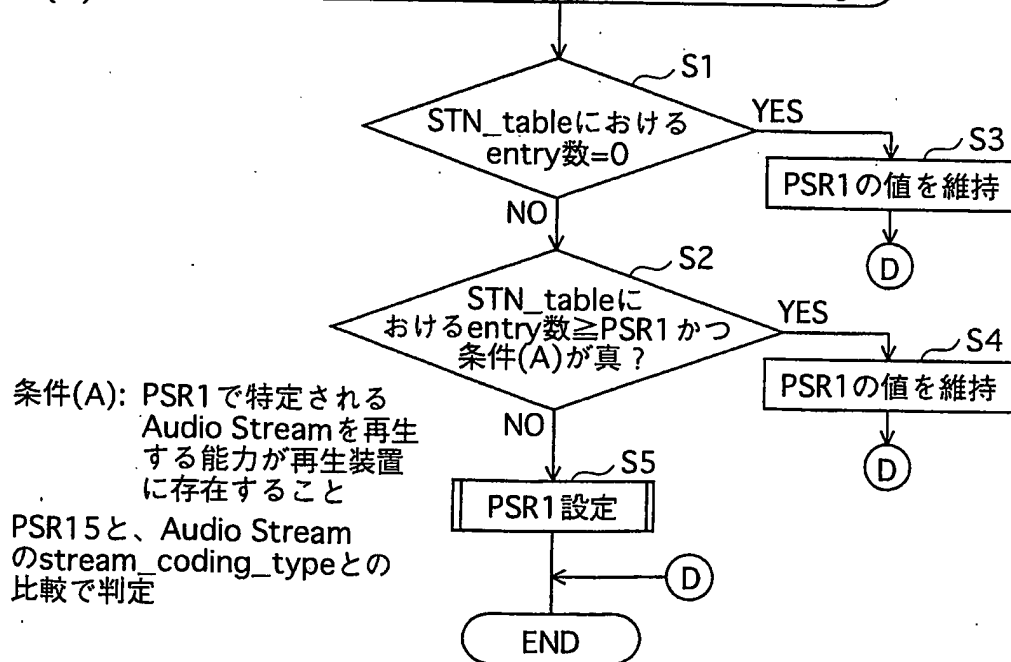 S1
STN_tableにおける
entry数=0
YES
S3
PSR1の値を維持
D
NO
S2
STN_tableに
おけるentry数≧PSR1かつ
条件(A)が真？
YES
S4
PSR1の値を維持
D
NO
条件(A): PSR1で特定される
Audio Streamを再生
する能力が再生装置
に存在すること
PSR15と、Audio Stream
のstream_coding_typeとの
比較で判定
S5
PSR1設定
D
END